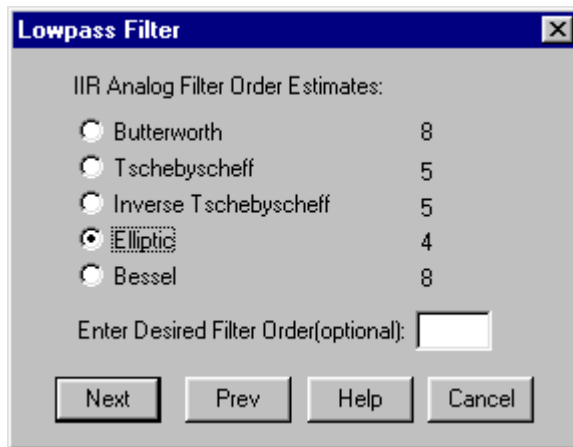 Lowpass Filter
IIR Analog Filter Order Estimates:
Butterworth 8
Tschebyscheff 5
Inverse Tschebyscheff 5
Elliptic 4
Bessel 8
Enter Desired Filter Order(optional):
Next Prev Help Cancel